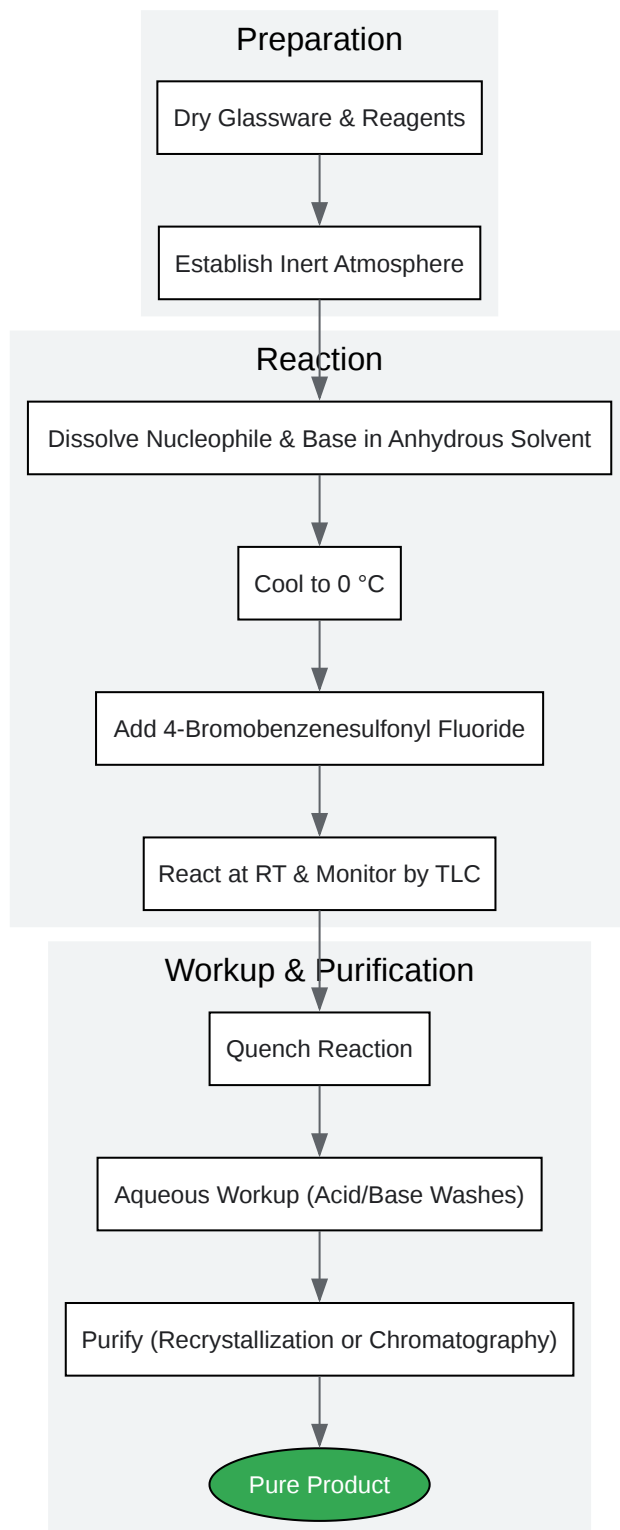 Preparation
Dry Glassware & Reagents
Establish Inert Atmosphere
Reaction
Dissolve Nucleophile & Base in Anhydrous Solvent
Cool to 0 °C
Add 4-Bromobenzenesulfonyl Fluoride
React at RT & Monitor by TLC
Workup & Purification
Quench Reaction
Aqueous Workup (Acid/Base Washes)
Purify (Recrystallization or Chromatography)
Pure Product